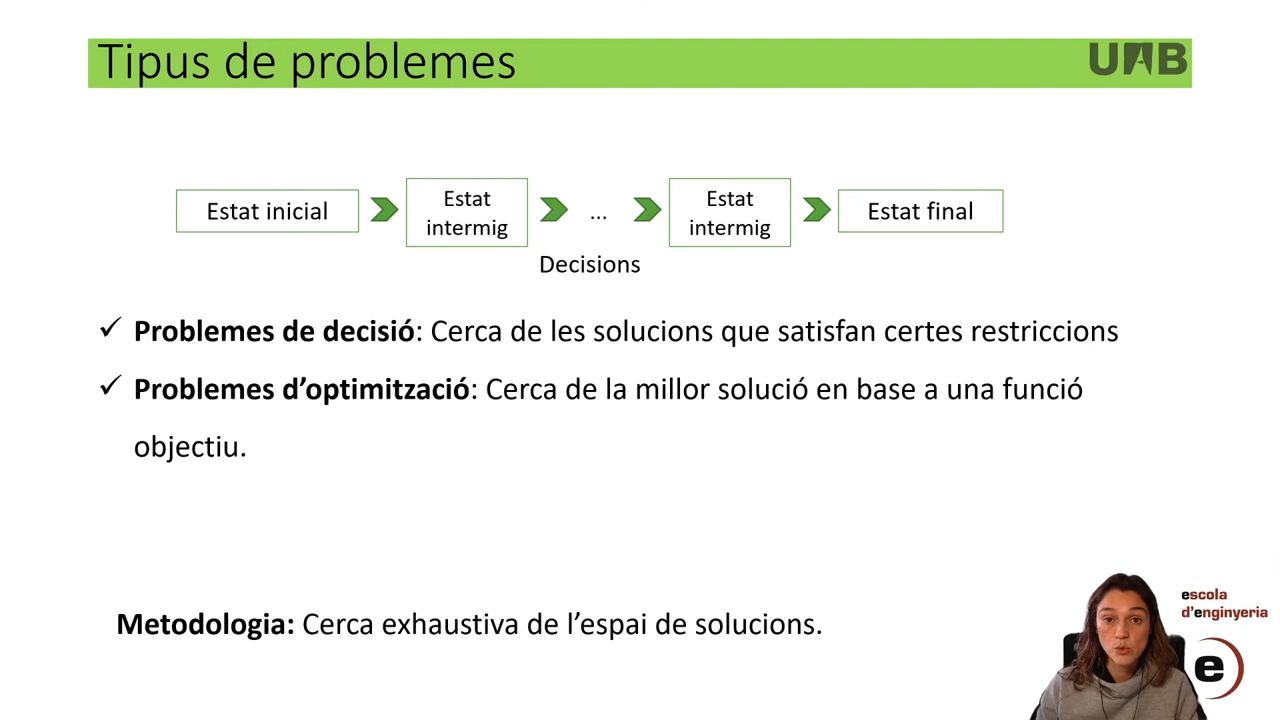 Tipus de problemes
UAB
Estat inicial
Estat
intermig
...
Estat
intermig
Estat final
Decisions
✓ Problemes de decisió: Cerca de les solucions que satisfan certes restriccions
✓ Problemes d’optimització: Cerca de la millor solució en base a una funció
objectiu.
Metodologia: Cerca exhaustiva de l’espai de solucions.
escola
d'enginyeria
e